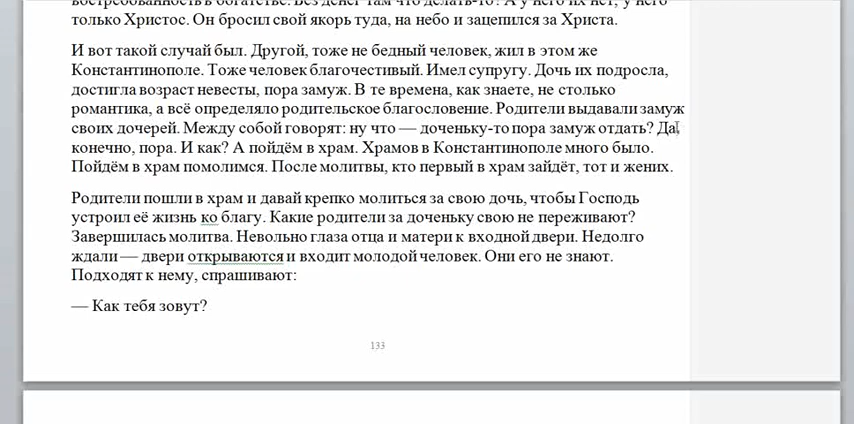 востребованность в богатстве. Без денег там что делать-то? А у него их нет, у него
только Христос. Он бросил свой якорь туда, на небо и зацепился за Христа.
И вот такой случай был. Другой, тоже не бедный человек, жил в этом же
Константинополе. Тоже человек благочестивый. Имел супругу. Дочь их подросла,
достигла возраст невесты, пора замуж. В те времена, как знаете, не столько
романтика, а всё определяло родительское благословение. Родители выдавали замуж
своих дочерей. Между собой говорят: ну что — доченьку-то пора замуж отдать? Да
конечно, пора. И как? А пойдём в храм. Храмов в Константинополе много было.
Пойдём в храм помолимся. После молитвы, кто первый в храм зайдёт, тот и жених.
Родители пошли в храм и давай крепко молиться за свою дочь, чтобы Господь
устроил её жизнь ко благу. Какие родители за доченьку свою не переживают?
Завершилась молитва. Невольно глаза отца и матери к входной двери. Недолго
ждали — двери открываются и входит молодой человек. Они его не знают.
Подходят к нему, спрашивают:
— Как тебя зовут?
133